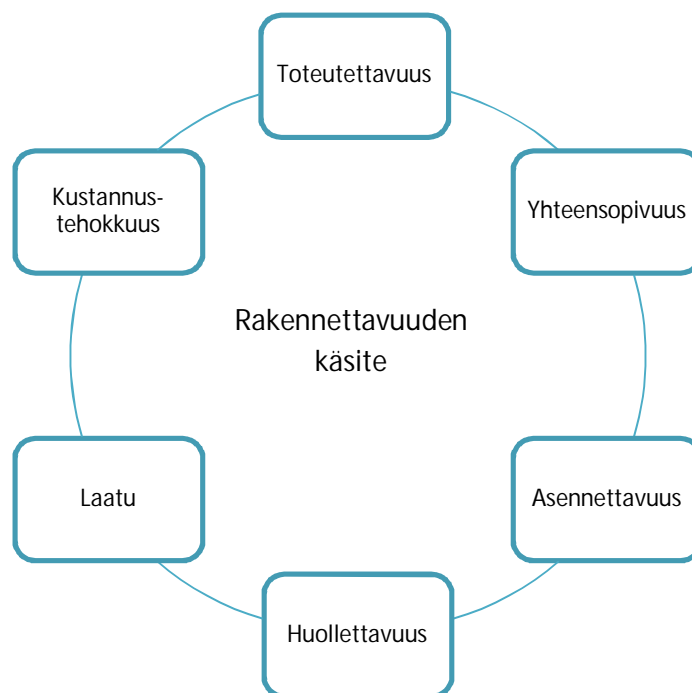 Toteutettavuus
Kustannus-
tehokkuus
Yhteensopivuus
Rakennettavuuden
käsite
Laatu
Asennettavuus
Huollettavuus